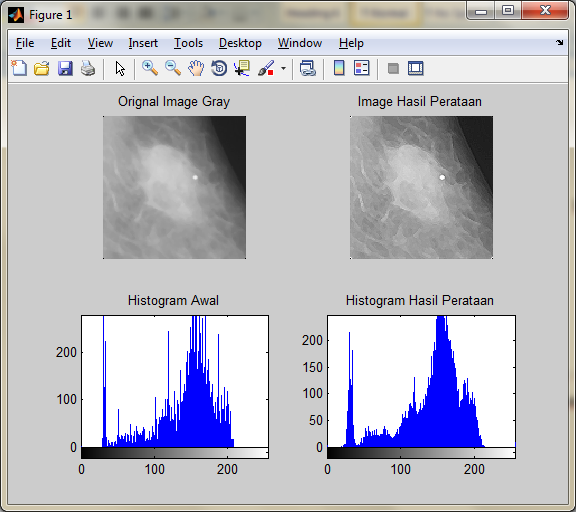 Figure 1
File Edit View Insert Tools Desktop Window Help
Orignal Image Gray
Image Hasil Perataan
Histogram Awal
200
100
0
0 100 200
Histogram Hasil Perataan
200
150
100
50
0
0 100 200